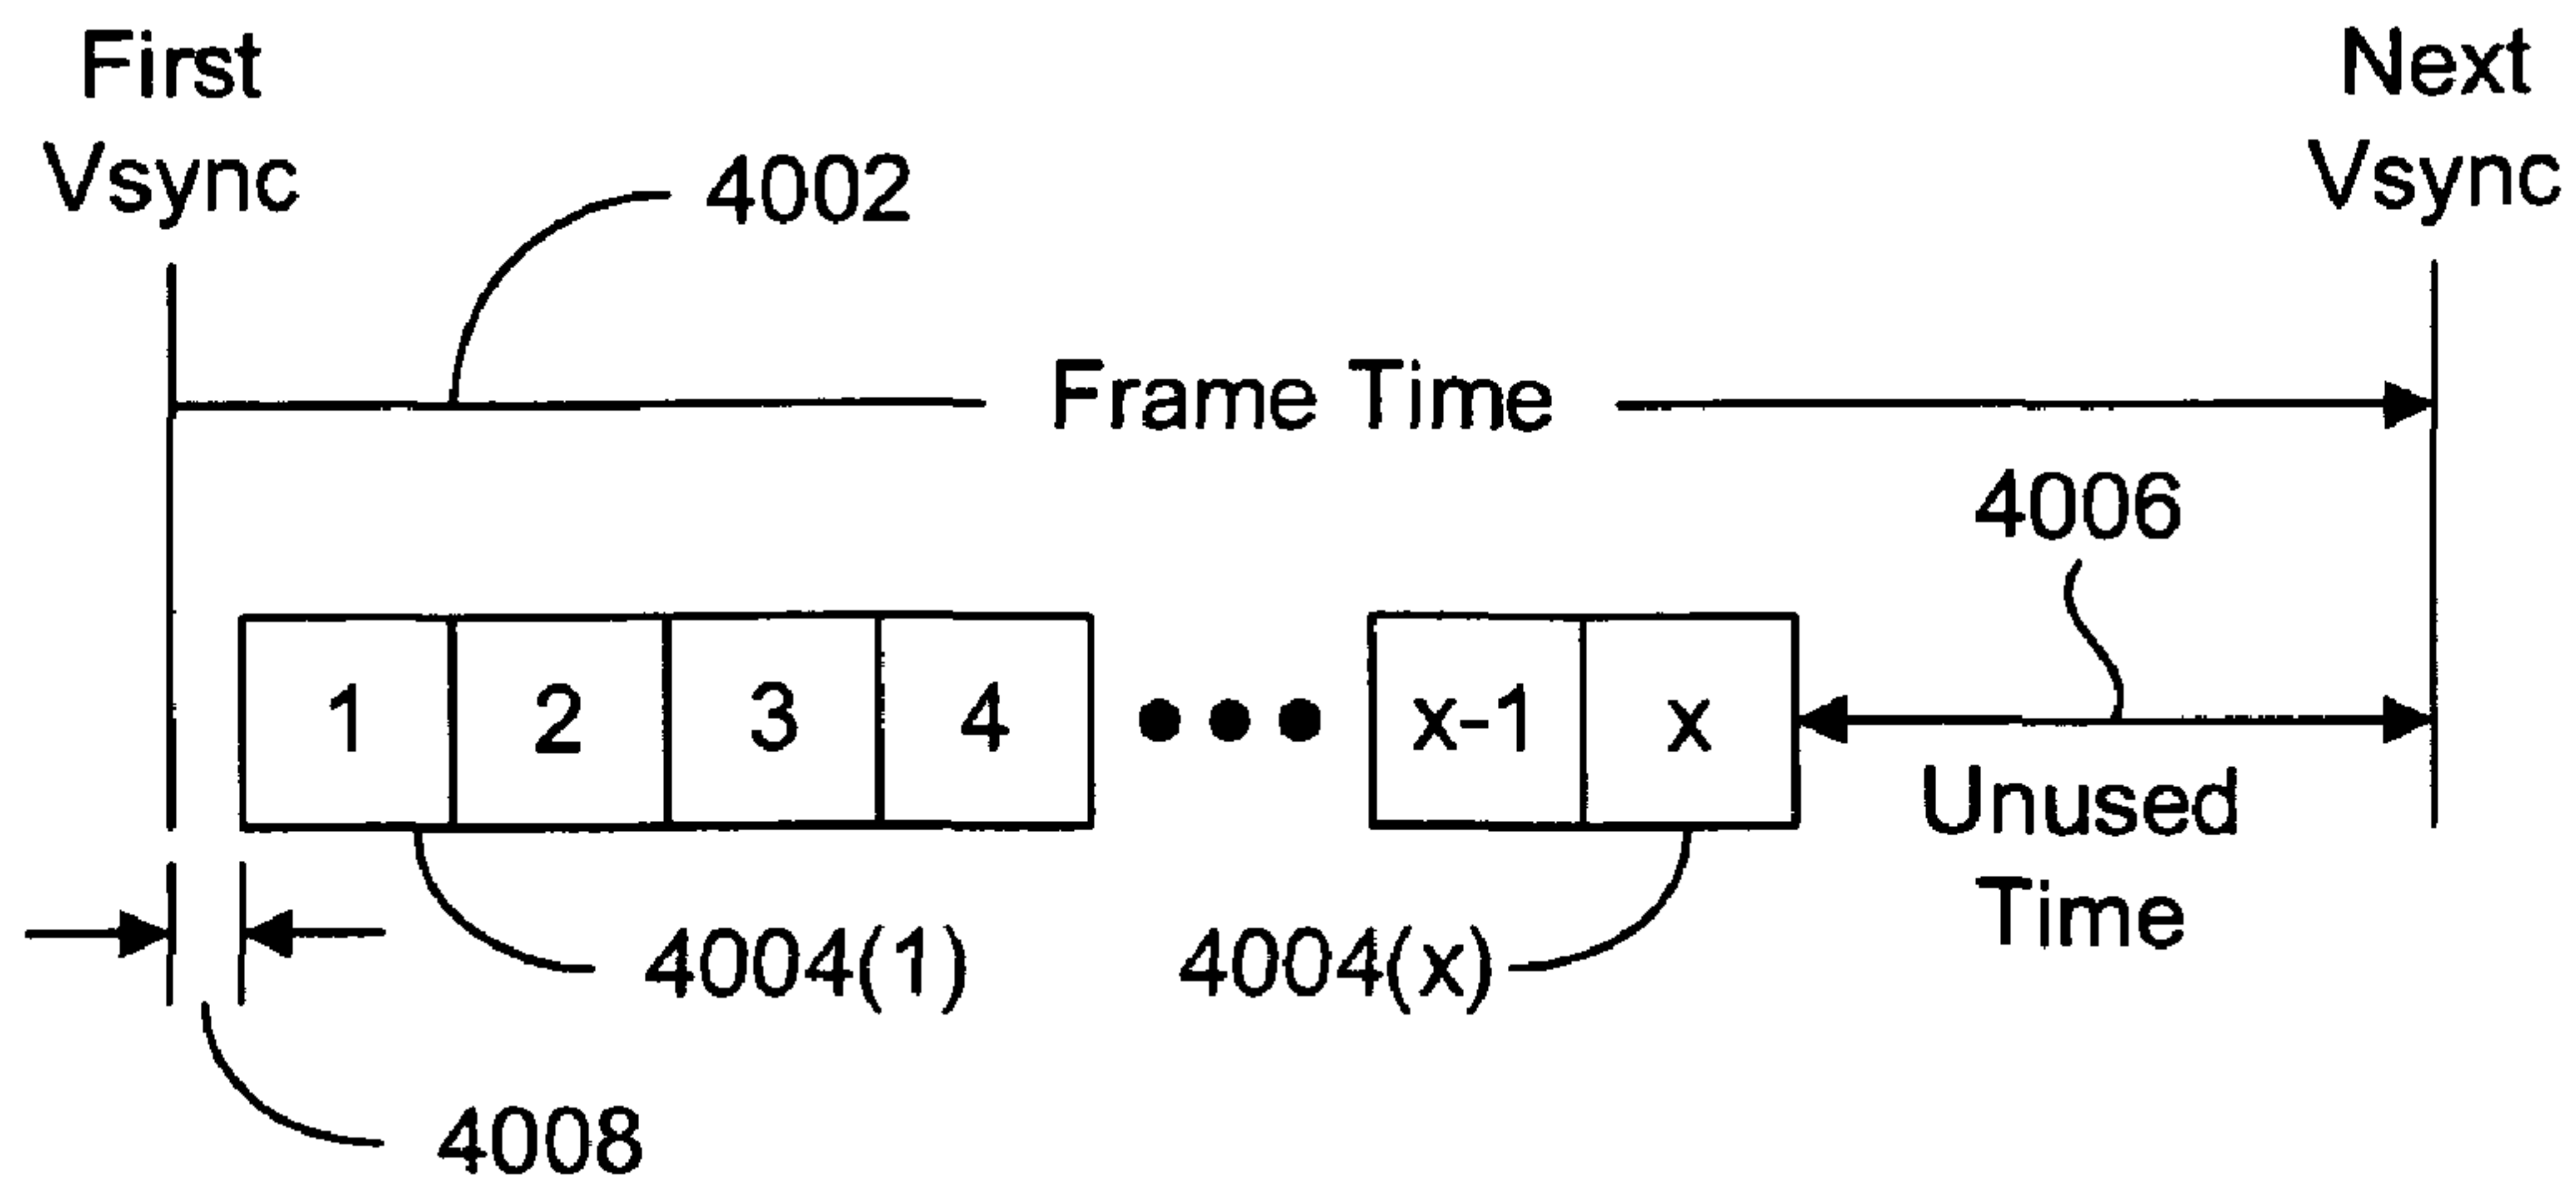 First
Vsync
Next
Vsync
4002
Frame Time
4006
1 2 3 4 ••• x-1 x
Unused
Time
4004(1)
4004(x)
4008